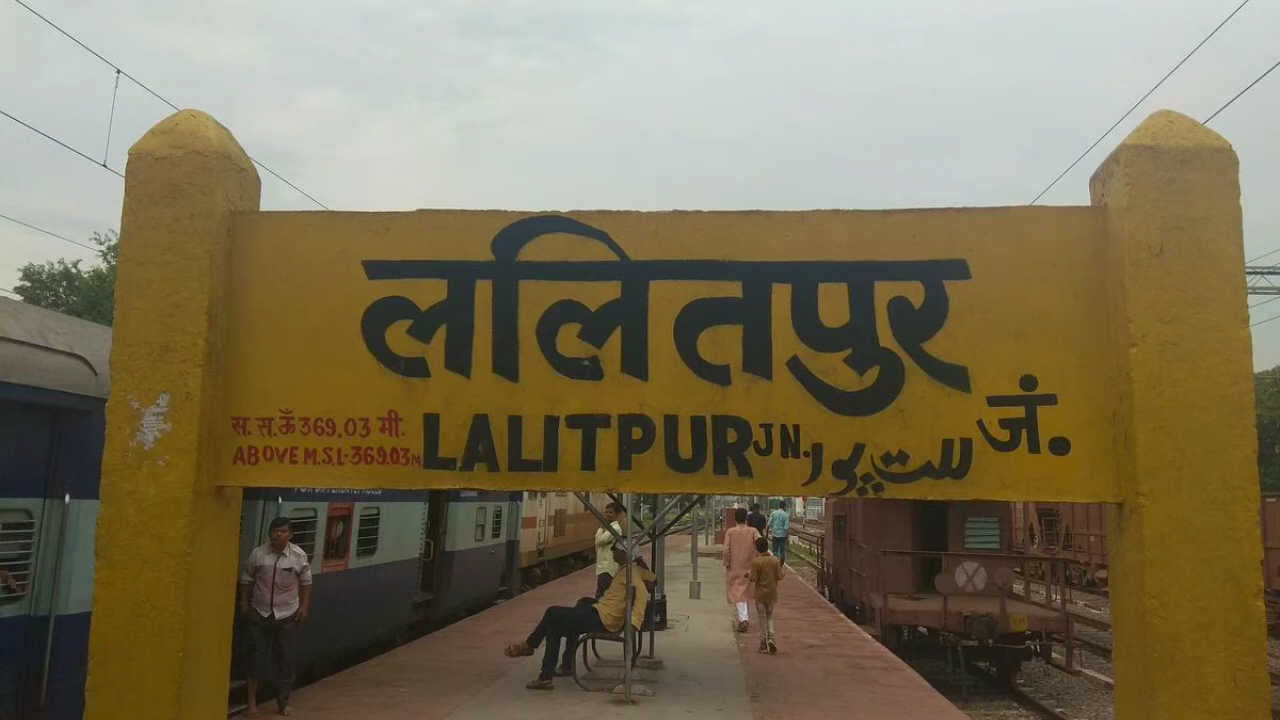 ललितपुर जं.
स. स. ऊँ 369.03 मी.
ABOVE M.S.L-369.03M
LALITPUR JN.
للت پور